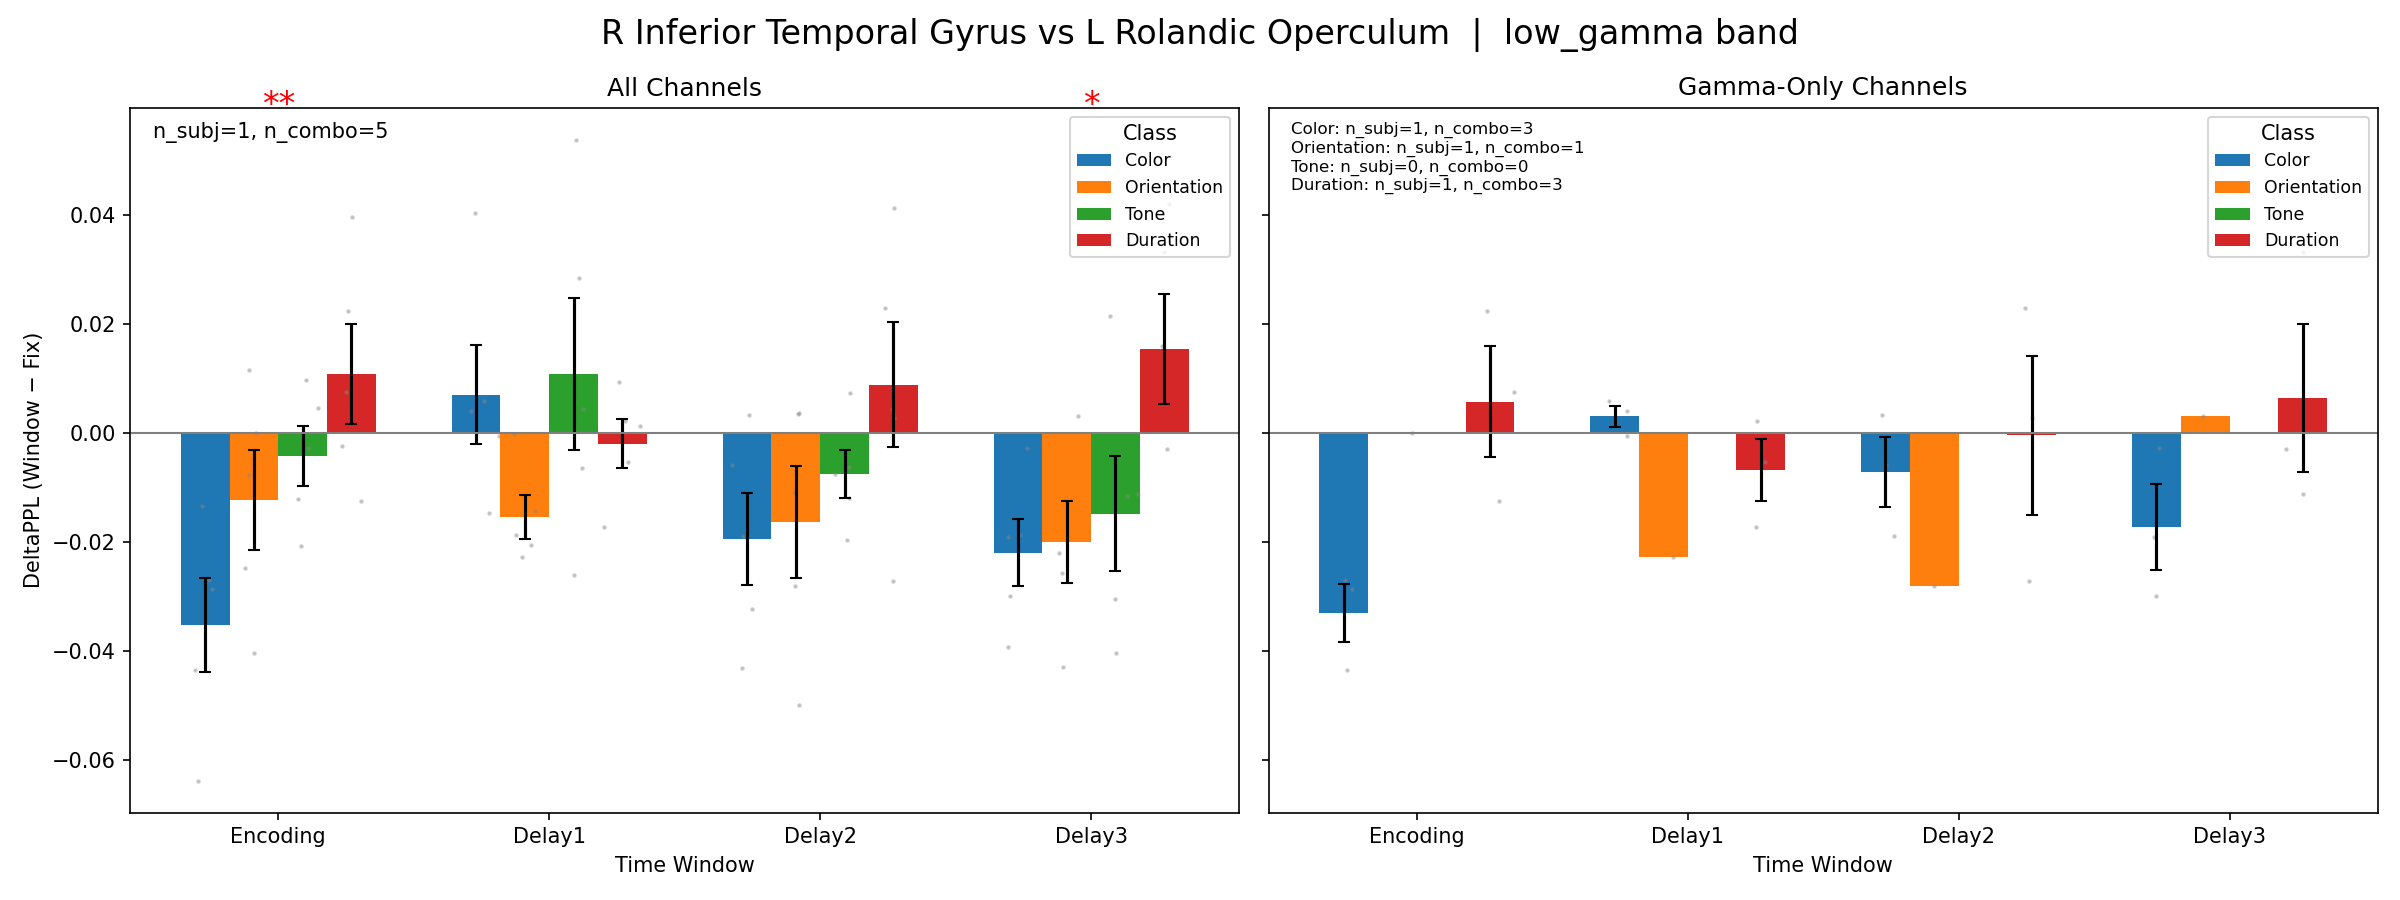 R Inferior Temporal Gyrus vs L Rolandic Operculum | low_gamma band
All Channels
** *
n_subj=1, n_combo=5
Class
Color
Orientation
Tone
Duration
DeltaPPL (Window − Fix)
0.04
0.02
0.00
−0.02
−0.04
−0.06
Encoding Delay1 Delay2 Delay3
Time Window
Gamma-Only Channels
Color: n_subj=1, n_combo=3
Orientation: n_subj=1, n_combo=1
Tone: n_subj=0, n_combo=0
Duration: n_subj=1, n_combo=3
Class
Color
Orientation
Tone
Duration
Encoding Delay1 Delay2 Delay3
Time Window